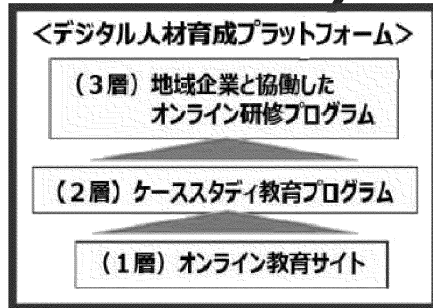 ＜デジタル人材育成プラットフォーム＞
（３層）地域企業と協働した
オンライン研修プログラム
（２層）ケーススタディ教育プログラム
（１層）オンライン教育サイト